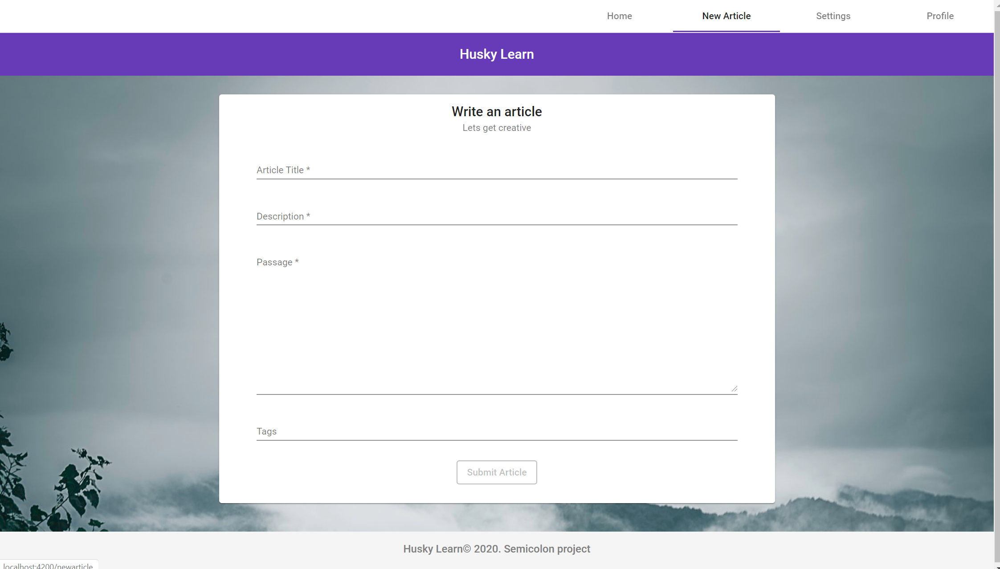 Home New Article Settings Profile
Husky Learn
Write an article
Lets get creative
Article Title *
Description *
Passage *
Tags
Submit Article
Husky Learn© 2020. Semicolon project
localhost:4200/newarticle